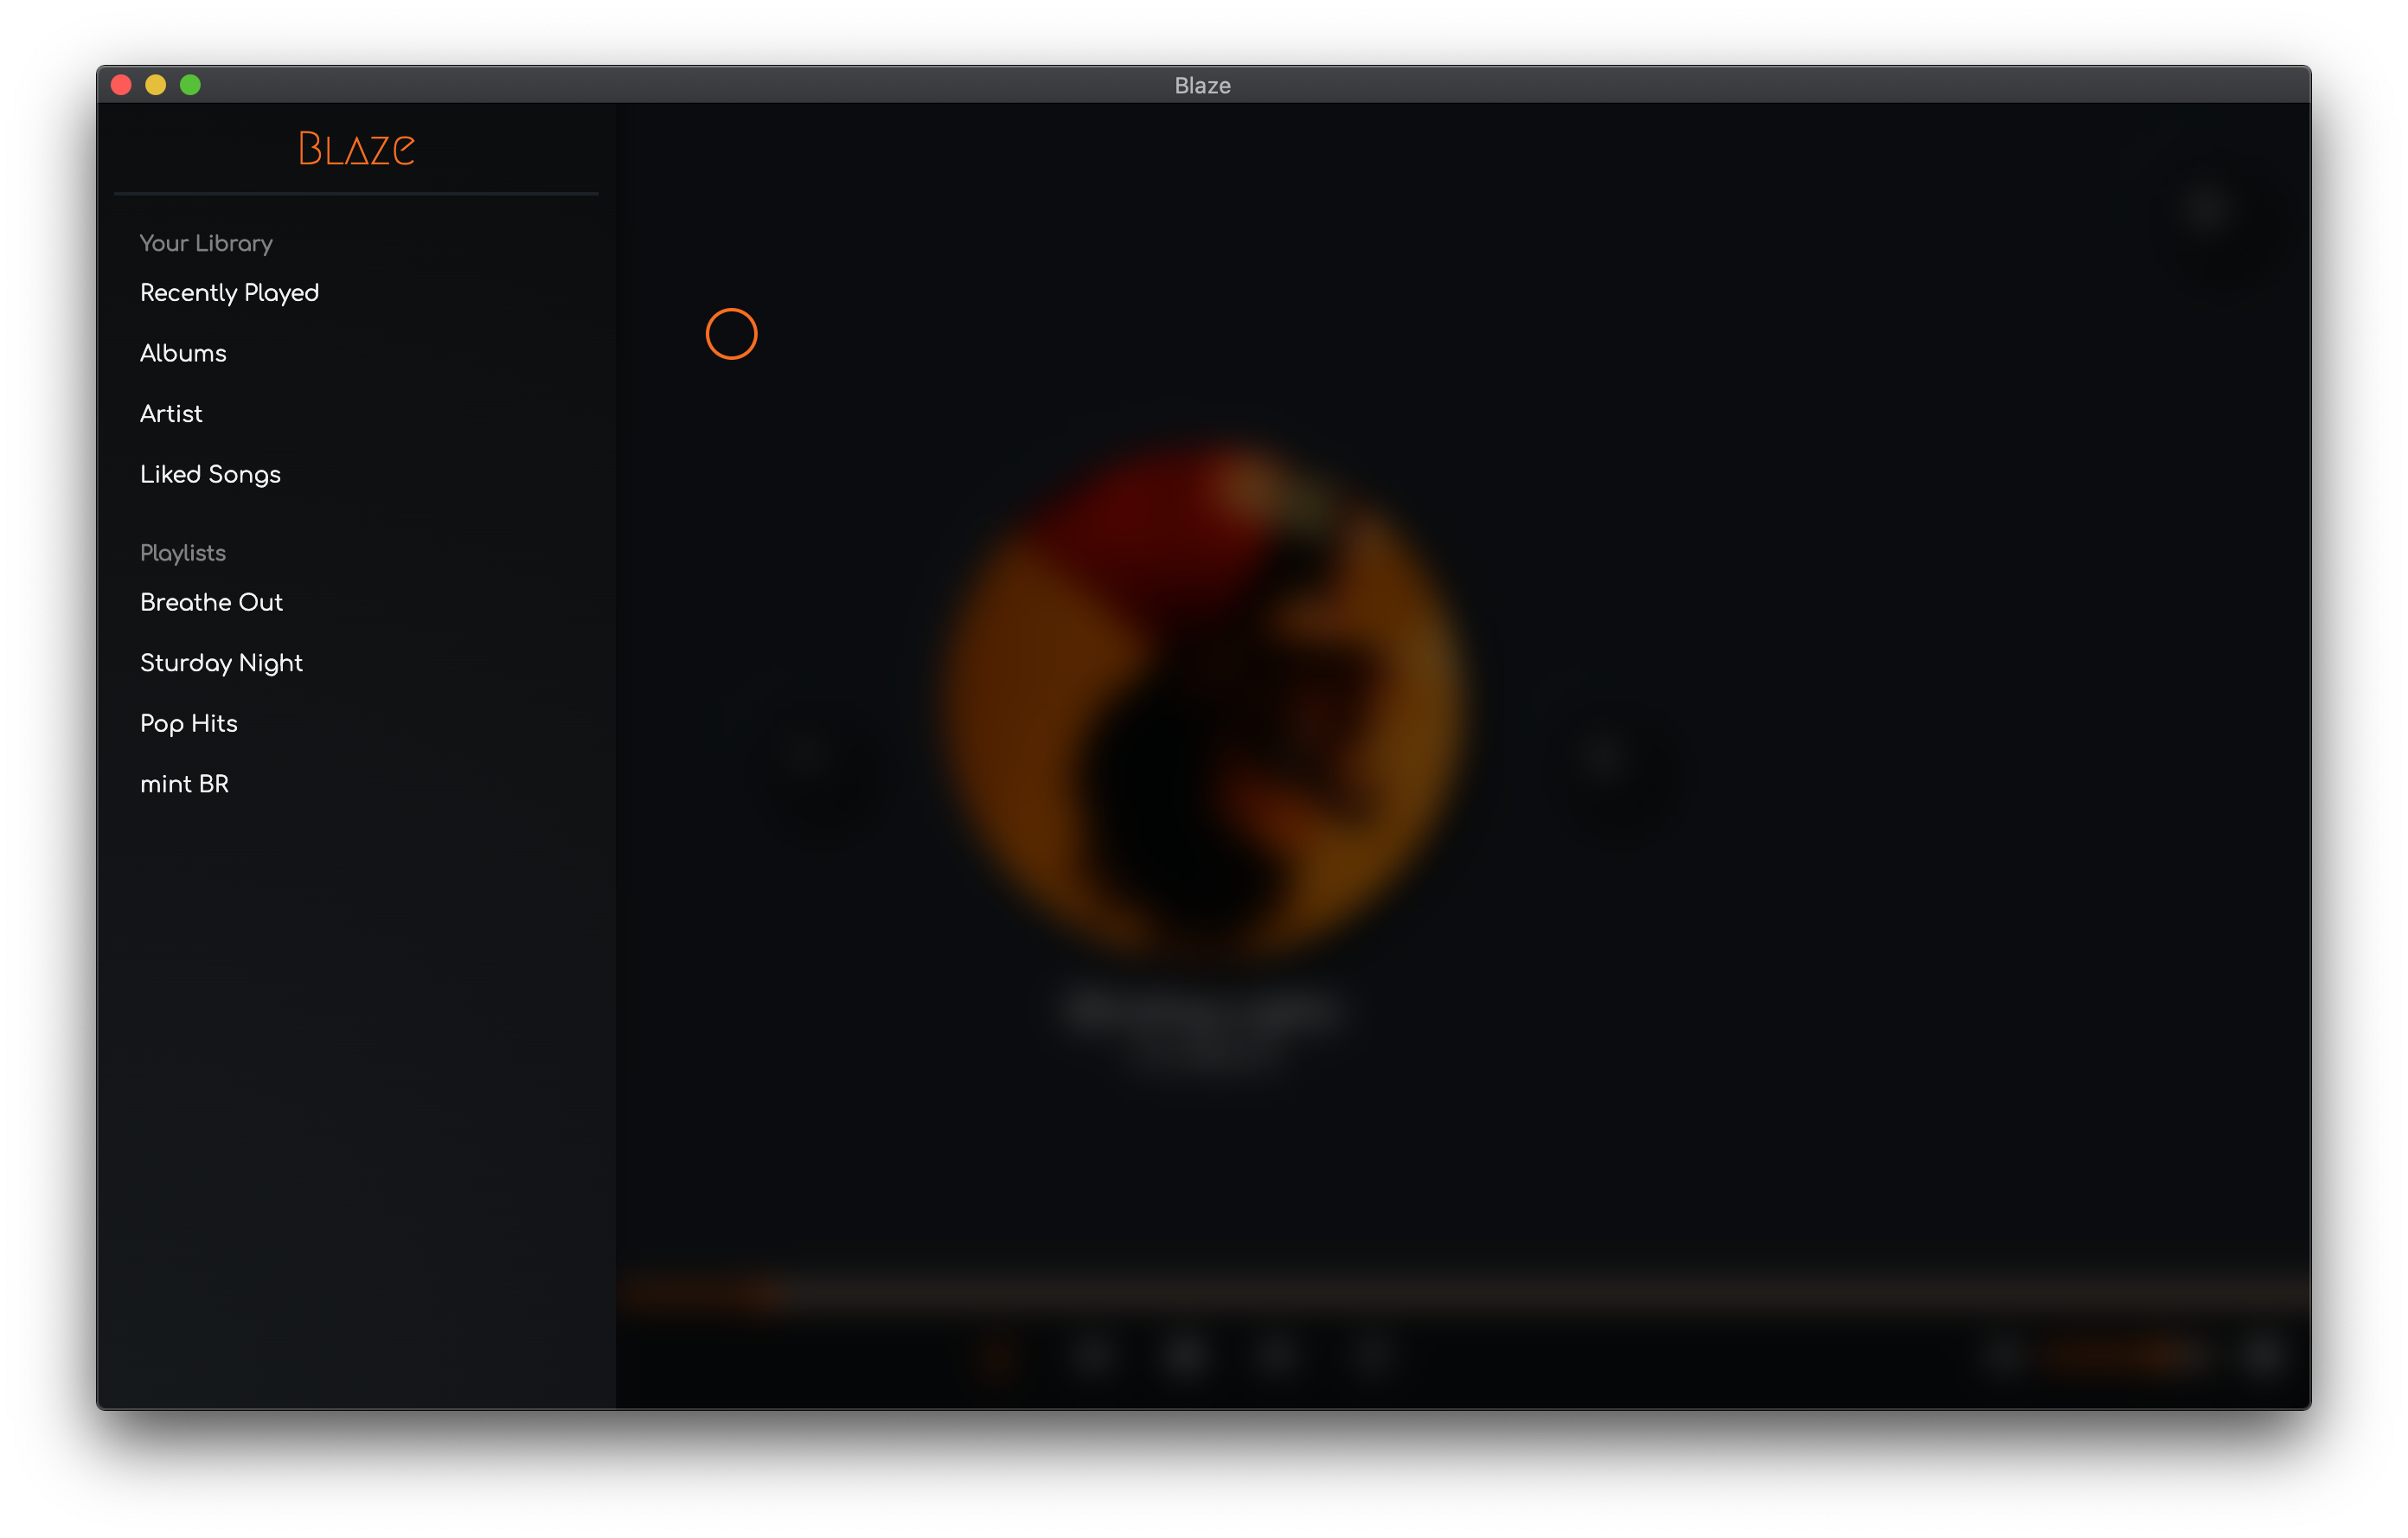 Blaze
Blaze
Your Library
Recently Played
Albums
Artist
Liked Songs
Playlists
Breathe Out
Sturday Night
Pop Hits
mint BR